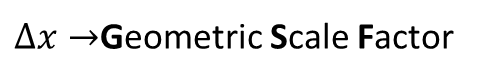 Δx →Geometric Scale Factor